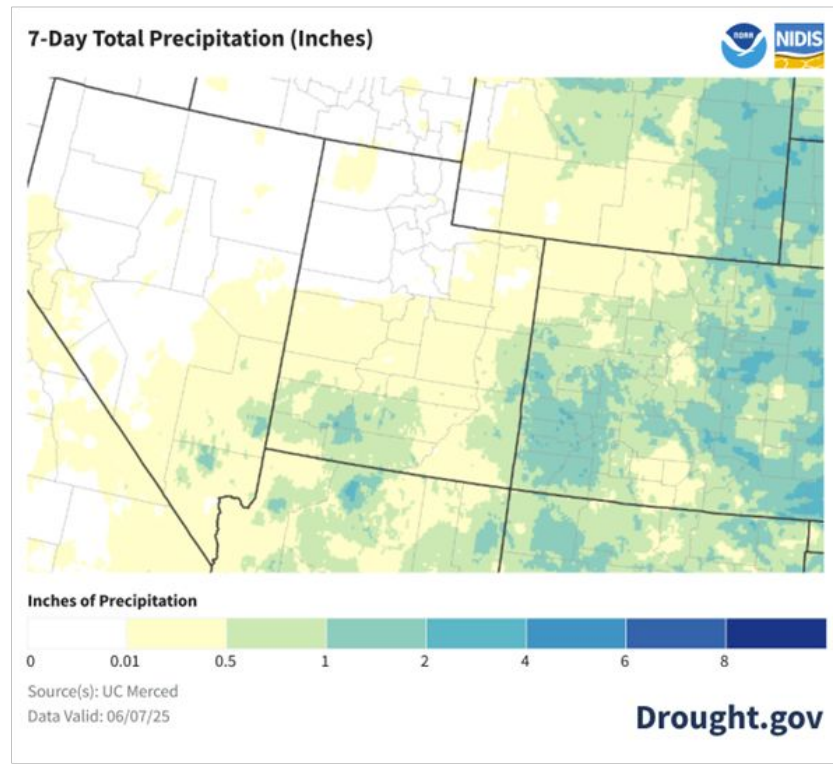 7-Day Total Precipitation (Inches)
NOAA
NIDIS
Inches of Precipitation
0 0.01 0.5 1 2 4 6 8
Source(s): UC Merced
Data Valid: 06/07/25
Drought.gov